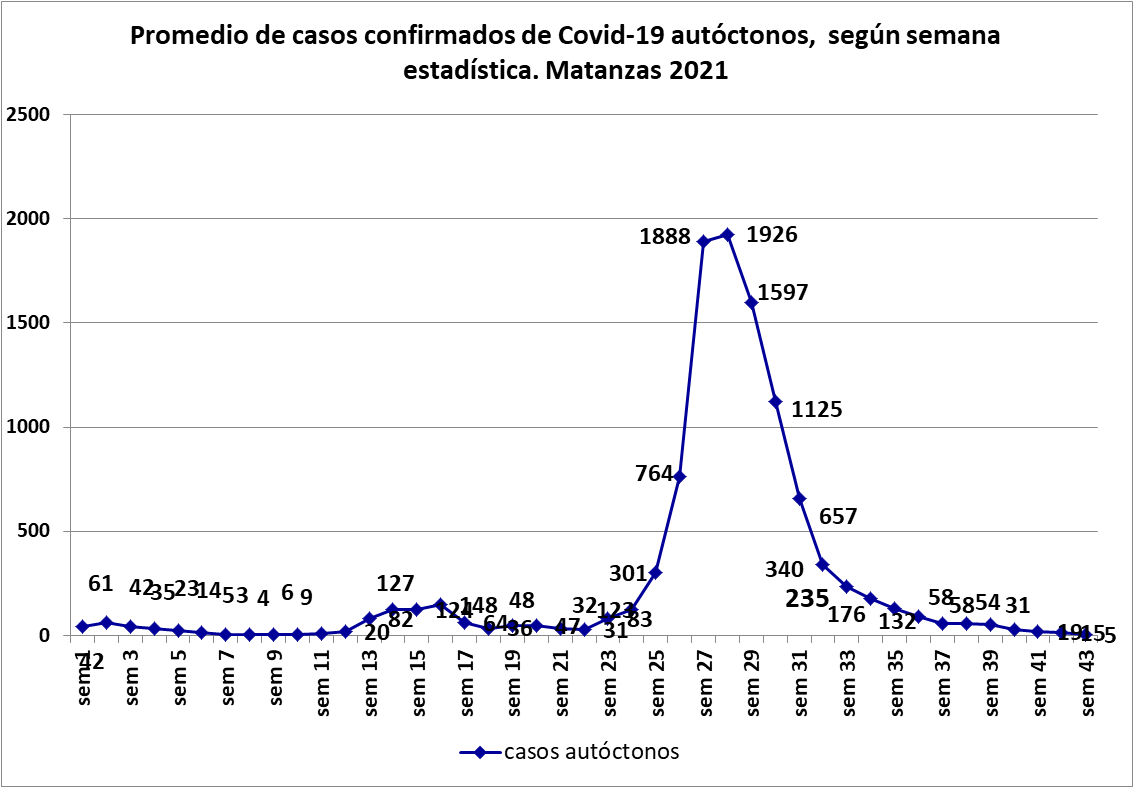 Promedio de casos confirmados de Covid-19 autóctonos, según semana
estadística. Matanzas 2021
2500
2000
1500
1000
500
0
42
61
42
35
23
14
5
3
4
6
9
20
82
127
124
148
64
36
48
47
32
31
83
123
301
764
1888
1926
1597
1125
657
340
235
176
132
58
58
54
31
19
15
5
sem 1
sem 3
sem 5
sem 7
sem 9
sem 11
sem 13
sem 15
sem 17
sem 19
sem 21
sem 23
sem 25
sem 27
sem 29
sem 31
sem 33
sem 35
sem 37
sem 39
sem 41
sem 43
casos autóctonos